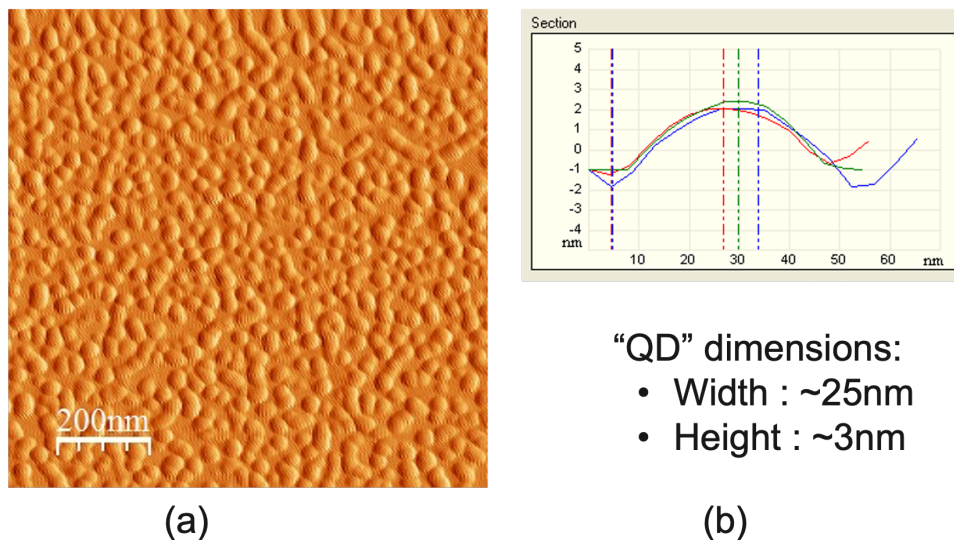 200nm
(a)
Section
5
4
3
2
1
0
-1
-2
-3
-4
nm
10 20 30 40 50 60 nm
“QD” dimensions:
• Width : ~25nm
• Height : ~3nm
(b)